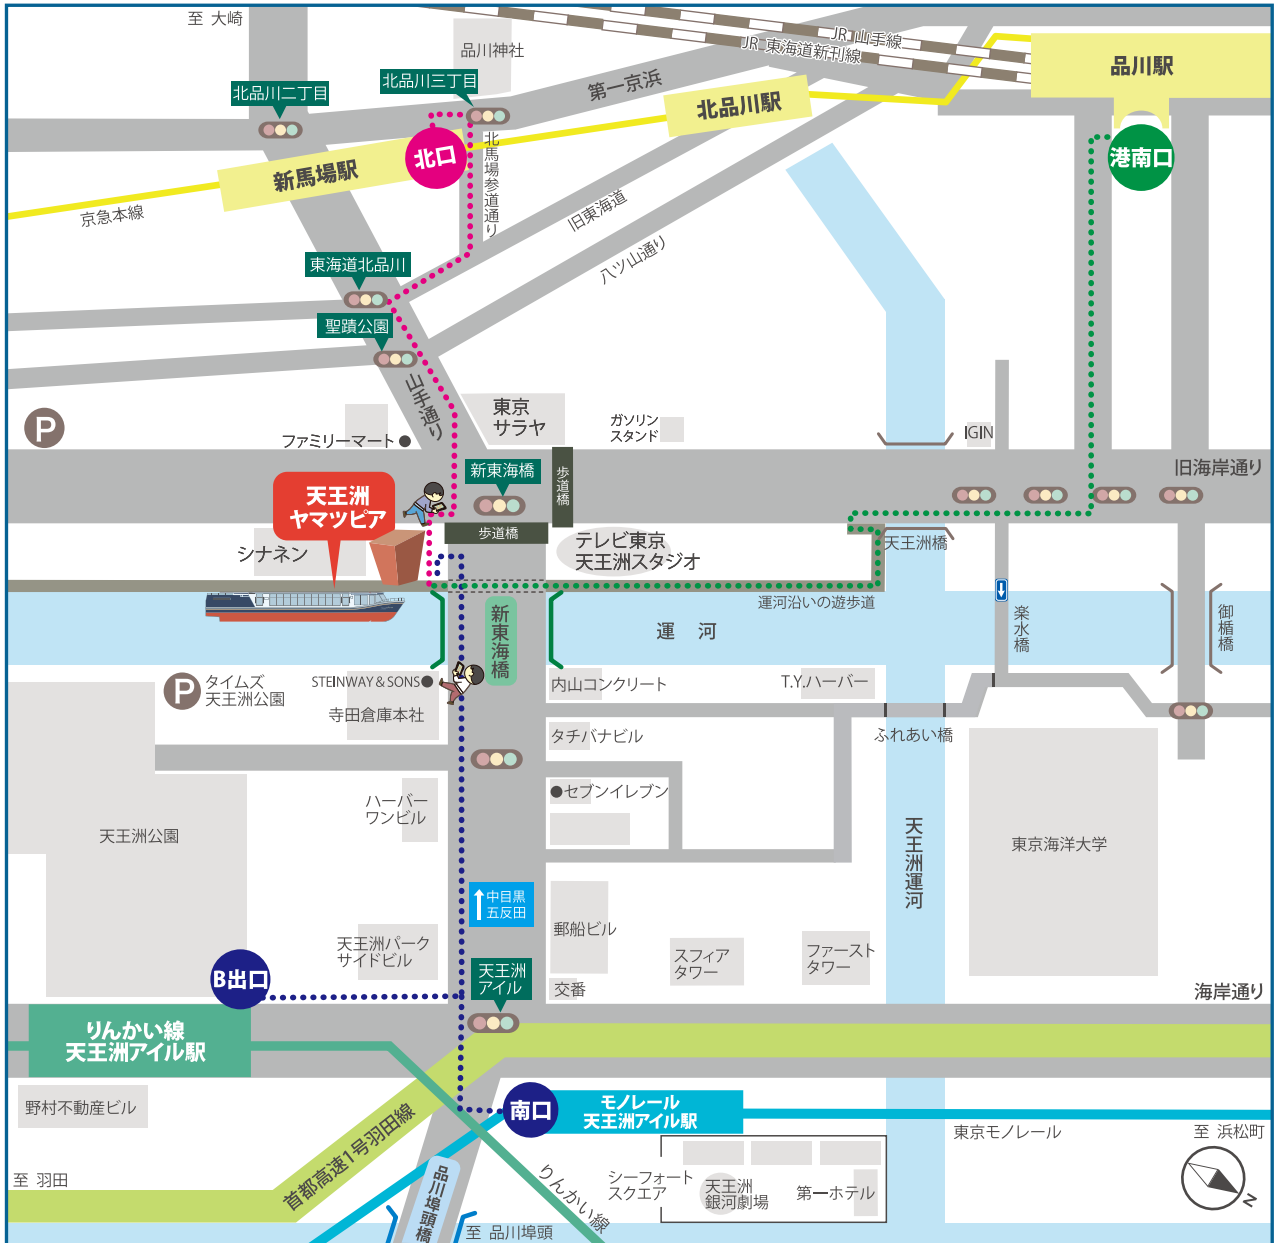 至 大崎
品川神社
JR 山手線
JR 東海道新刊線
品川駅
北品川三丁目
北品川二丁目
第一京浜
北品川駅
北口
新馬場駅
北馬場参道通り
港南口
京急本線
旧東海道
八ツ山通り
東海道北品川
聖蹟公園
山手通り
東京
サラヤ
ガソリン
スタンド
IGIN
P
ファミリーマート
旧海岸通り
新東海橋
歩道橋
天王洲
ヤマツピア
歩道橋
シナネン
テレビ東京
天王洲スタジオ
天王洲橋
運河沿いの遊歩道
新東海橋
運 河
楽水橋
御楯橋
P
タイムズ
天王洲公園
STEINWAY & SONS
寺田倉庫本社
内山コンクリート
T.Y.ハーバー
タチバナビル
ふれあい橋
ハーバー
ワンビル
セブンイレブン
天王洲公園
天王洲運河
東京海洋大学
中目黒
五反田
郵船ビル
天王洲パーク
サイドビル
スフィア
タワー
ファースト
タワー
B出口
天王洲
アイル
交番
海岸通り
りんかい線
天王洲アイル駅
野村不動産ビル
南口
モノレール
天王洲アイル駅
首都高速1号羽田線
東京モノレール
至 浜松町
至 羽田
品川埠頭橋
りんかい線
シーフォート
スクエア
天王洲
銀河劇場
第一ホテル
N
至 品川埠頭